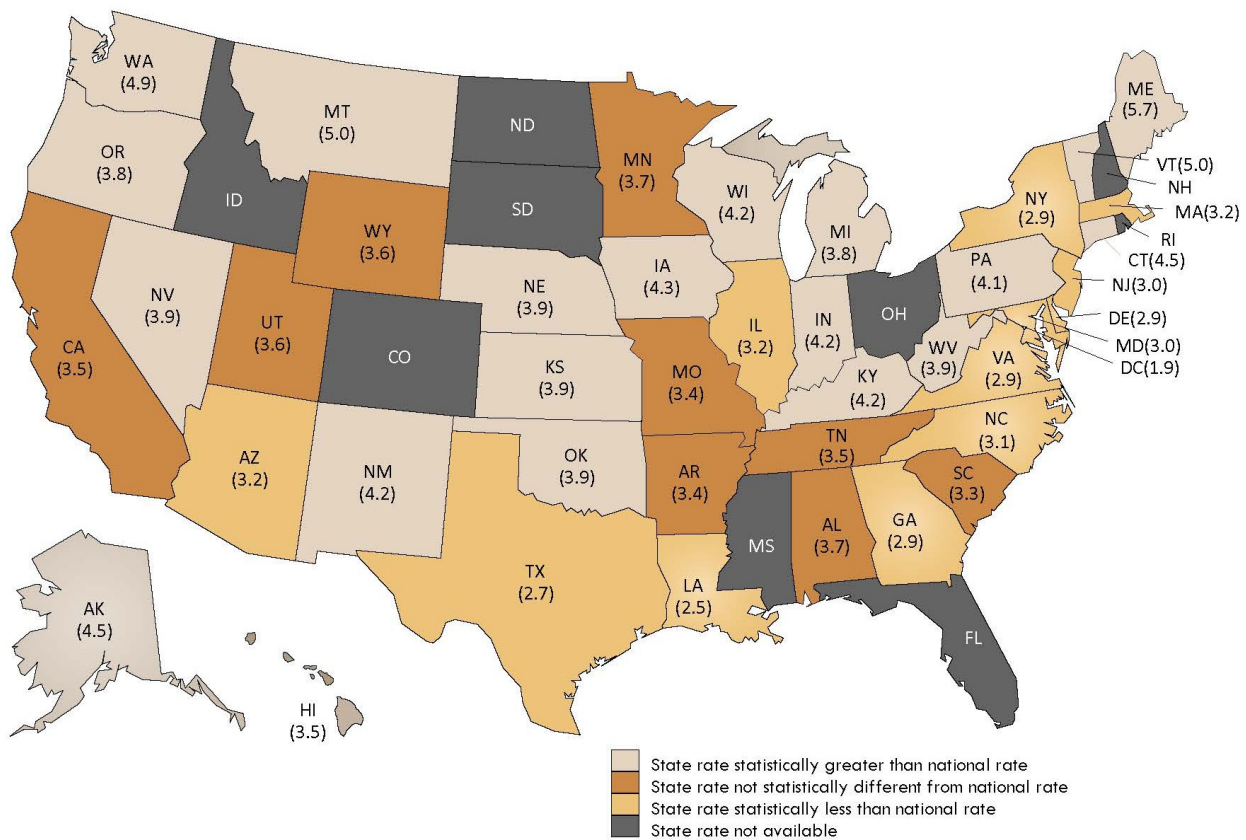 WA
(4.9)
OR
(3.8)
CA
(3.5)
NV
(3.9)
ID
MT
(5.0)
WY
(3.6)
UT
(3.6)
AZ
(3.2)
CO
NM
(4.2)
ND
SD
NE
(3.9)
KS
(3.9)
OK
(3.9)
TX
(2.7)
MN
(3.7)
IA
(4.3)
MO
(3.4)
AR
(3.4)
LA
(2.5)
WI
(4.2)
IL
(3.2)
MI
(3.8)
IN
(4.2)
OH
KY
(4.2)
TN
(3.5)
MS
AL
(3.7)
GA
(2.9)
FL
SC
(3.3)
NC
(3.1)
VA
(2.9)
WV
(3.9)
PA
(4.1)
NY
(2.9)
ME
(5.7)
VT(5.0)
NH
MA(3.2)
RI
CT(4.5)
NJ(3.0)
DE(2.9)
MD(3.0)
DC(1.9)
AK
(4.5)
HI
(3.5)
State rate statistically greater than national rate
State rate not statistically different from national rate
State rate statistically less than national rate
State rate not available